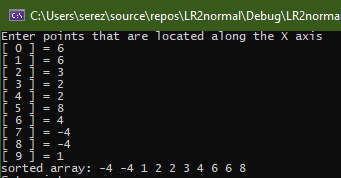 C:\Users\serez\source\repos\LR2normal\Debug\LR2norma
Enter points that are located along the X axis
[ 0 ] = 6
[ 1 ] = 6
[ 2 ] = 3
[ 3 ] = 2
[ 4 ] = 2
[ 5 ] = 8
[ 6 ] = 4
[ 7 ] = -4
[ 8 ] = -4
[ 9 ] = 1
sorted array: -4 -4 1 2 2 3 4 6 6 8